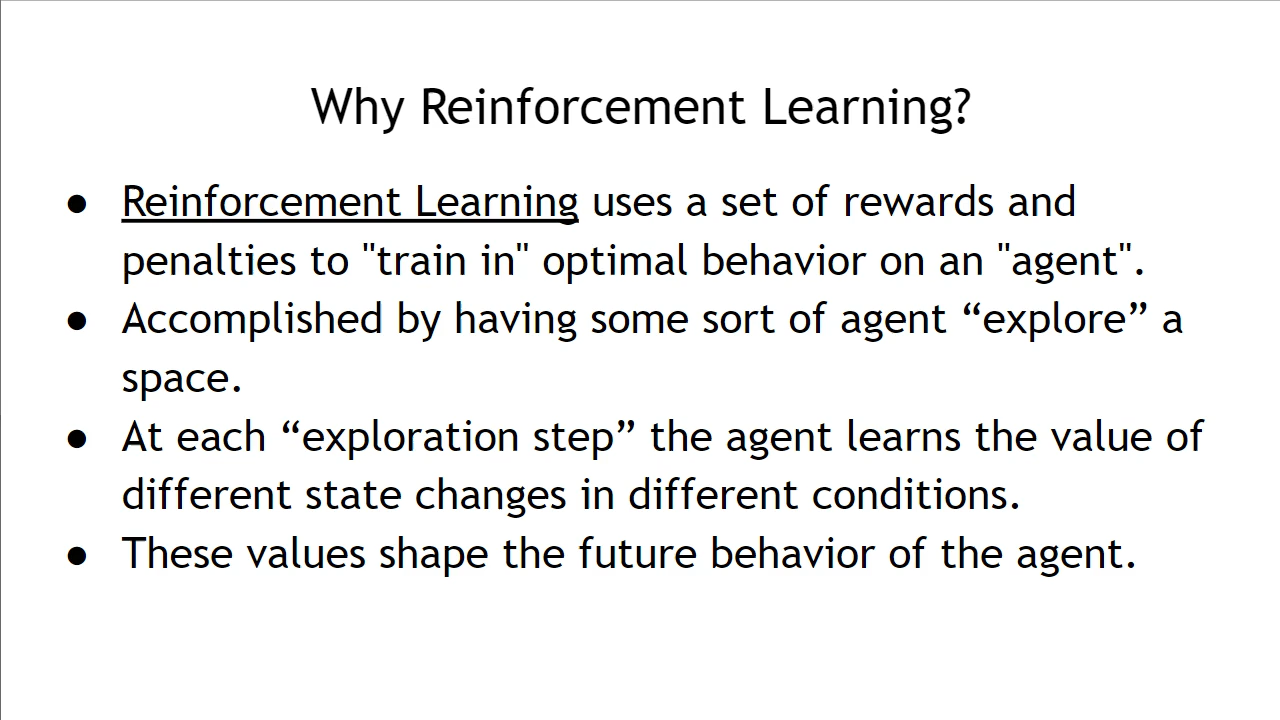 Why Reinforcement Learning?
● Reinforcement Learning uses a set of rewards and
penalties to "train in" optimal behavior on an "agent".
● Accomplished by having some sort of agent “explore” a
space.
● At each “exploration step” the agent learns the value of
different state changes in different conditions.
● These values shape the future behavior of the agent.